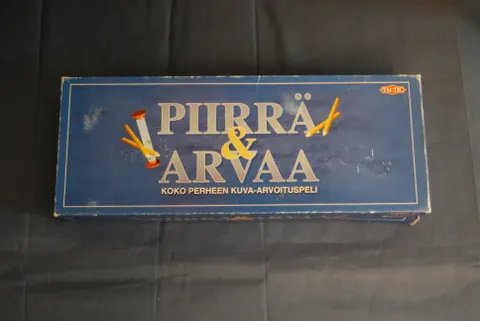 TACTIC
PIIRRÄ
&
ARVAA
KOKO PERHEEN KUVA-ARVOITUSPELI